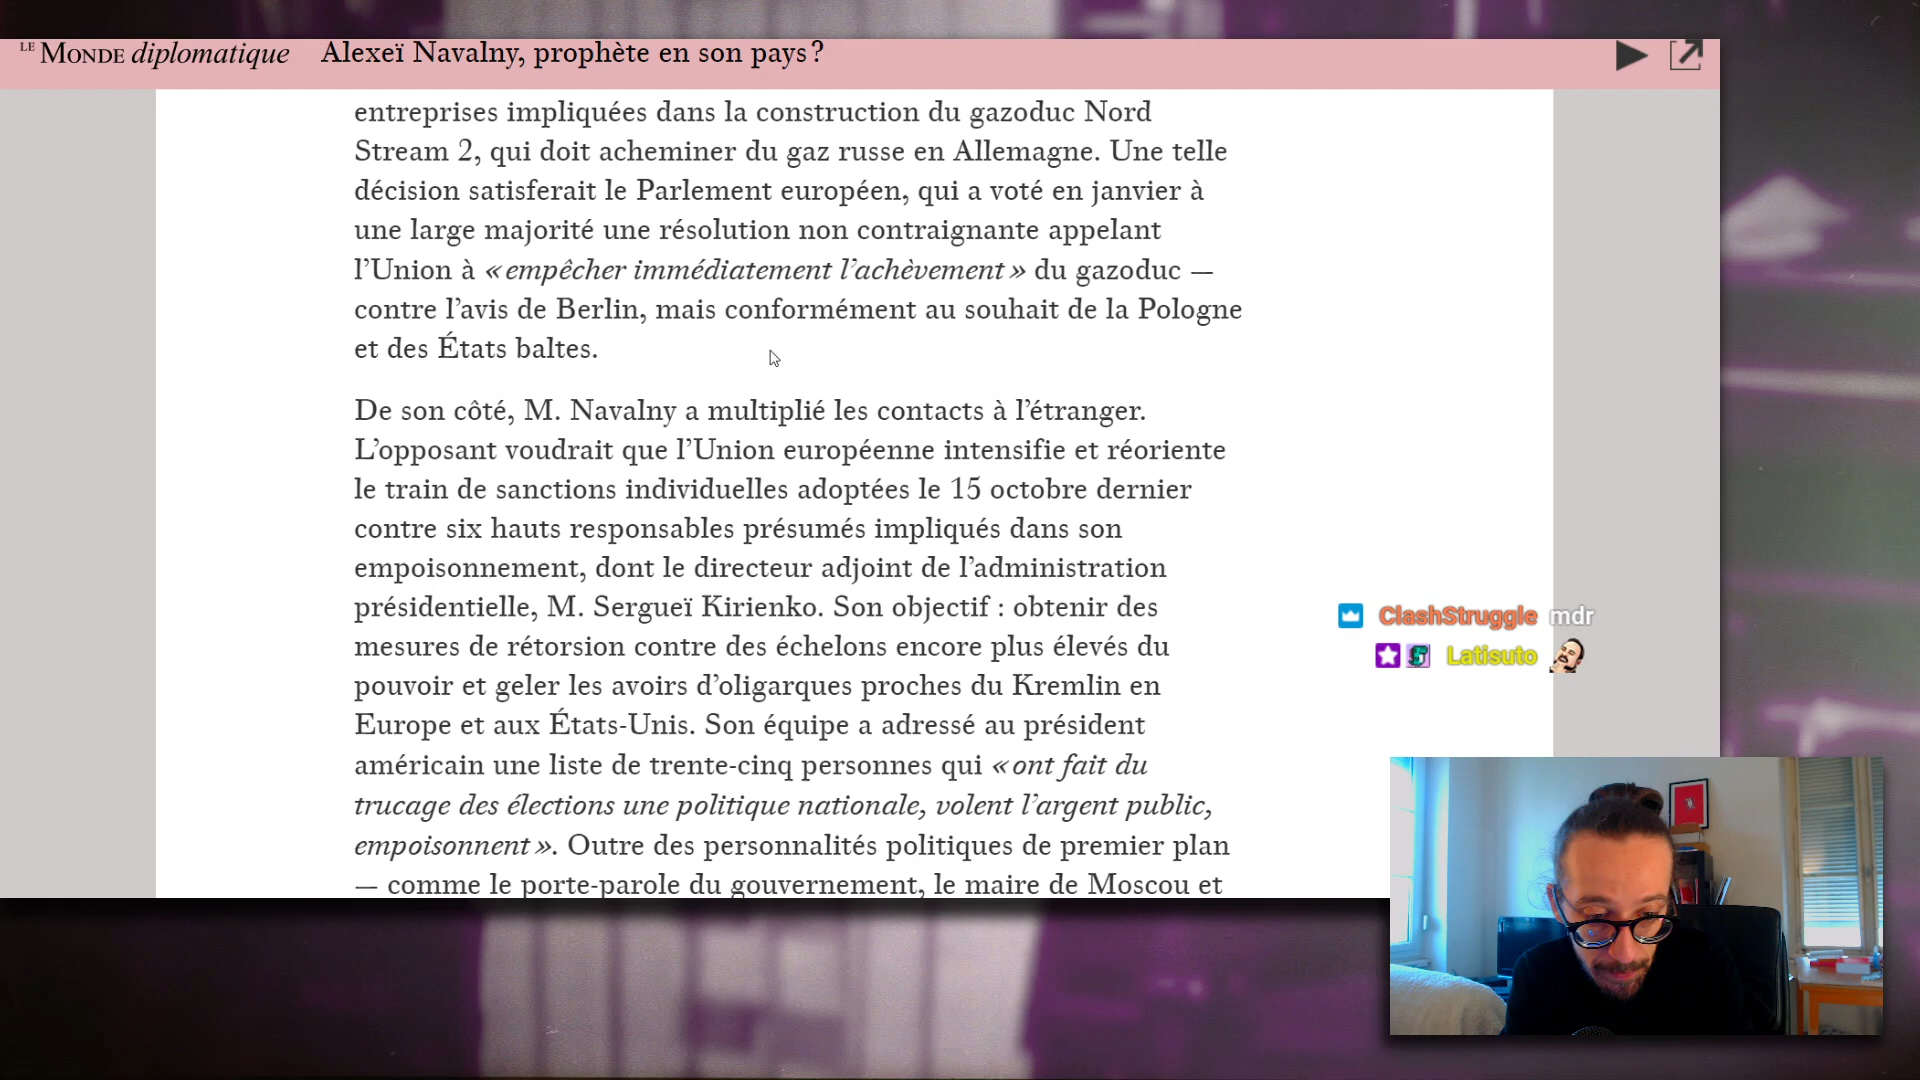 LE MONDE diplomatique Alexeï Navalny, prophète en son pays ?
entreprises impliquées dans la construction du gazoduc Nord
Stream 2, qui doit acheminer du gaz russe en Allemagne. Une telle
décision satisferait le Parlement européen, qui a voté en janvier à
une large majorité une résolution non contraignante appelant
l’Union à « empêcher immédiatement l’achèvement » du gazoduc —
contre l’avis de Berlin, mais conformément au souhait de la Pologne
et des États baltes.
De son côté, M. Navalny a multiplié les contacts à l’étranger.
L’opposant voudrait que l’Union européenne intensifie et réoriente
le train de sanctions individuelles adoptées le 15 octobre dernier
contre six hauts responsables présumés impliqués dans son
empoisonnement, dont le directeur adjoint de l’administration
présidentielle, M. Sergueï Kirienko. Son objectif : obtenir des
mesures de rétorsion contre des échelons encore plus élevés du
pouvoir et geler les avoirs d’oligarques proches du Kremlin en
Europe et aux États-Unis. Son équipe a adressé au président
américain une liste de trente-cinq personnes qui « ont fait du
trucage des élections une politique nationale, volent l’argent public,
empoisonnent ». Outre des personnalités politiques de premier plan
— comme le porte-parole du gouvernement, le maire de Moscou et
ClashStruggle mdr
Latisuto